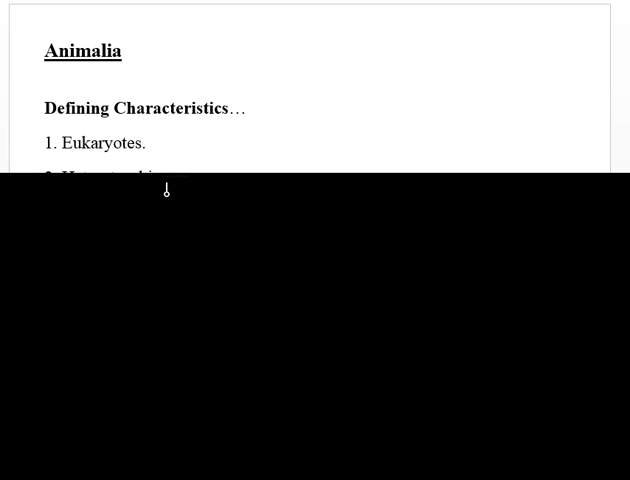 Animalia
Defining Characteristics…
1. Eukaryotes.